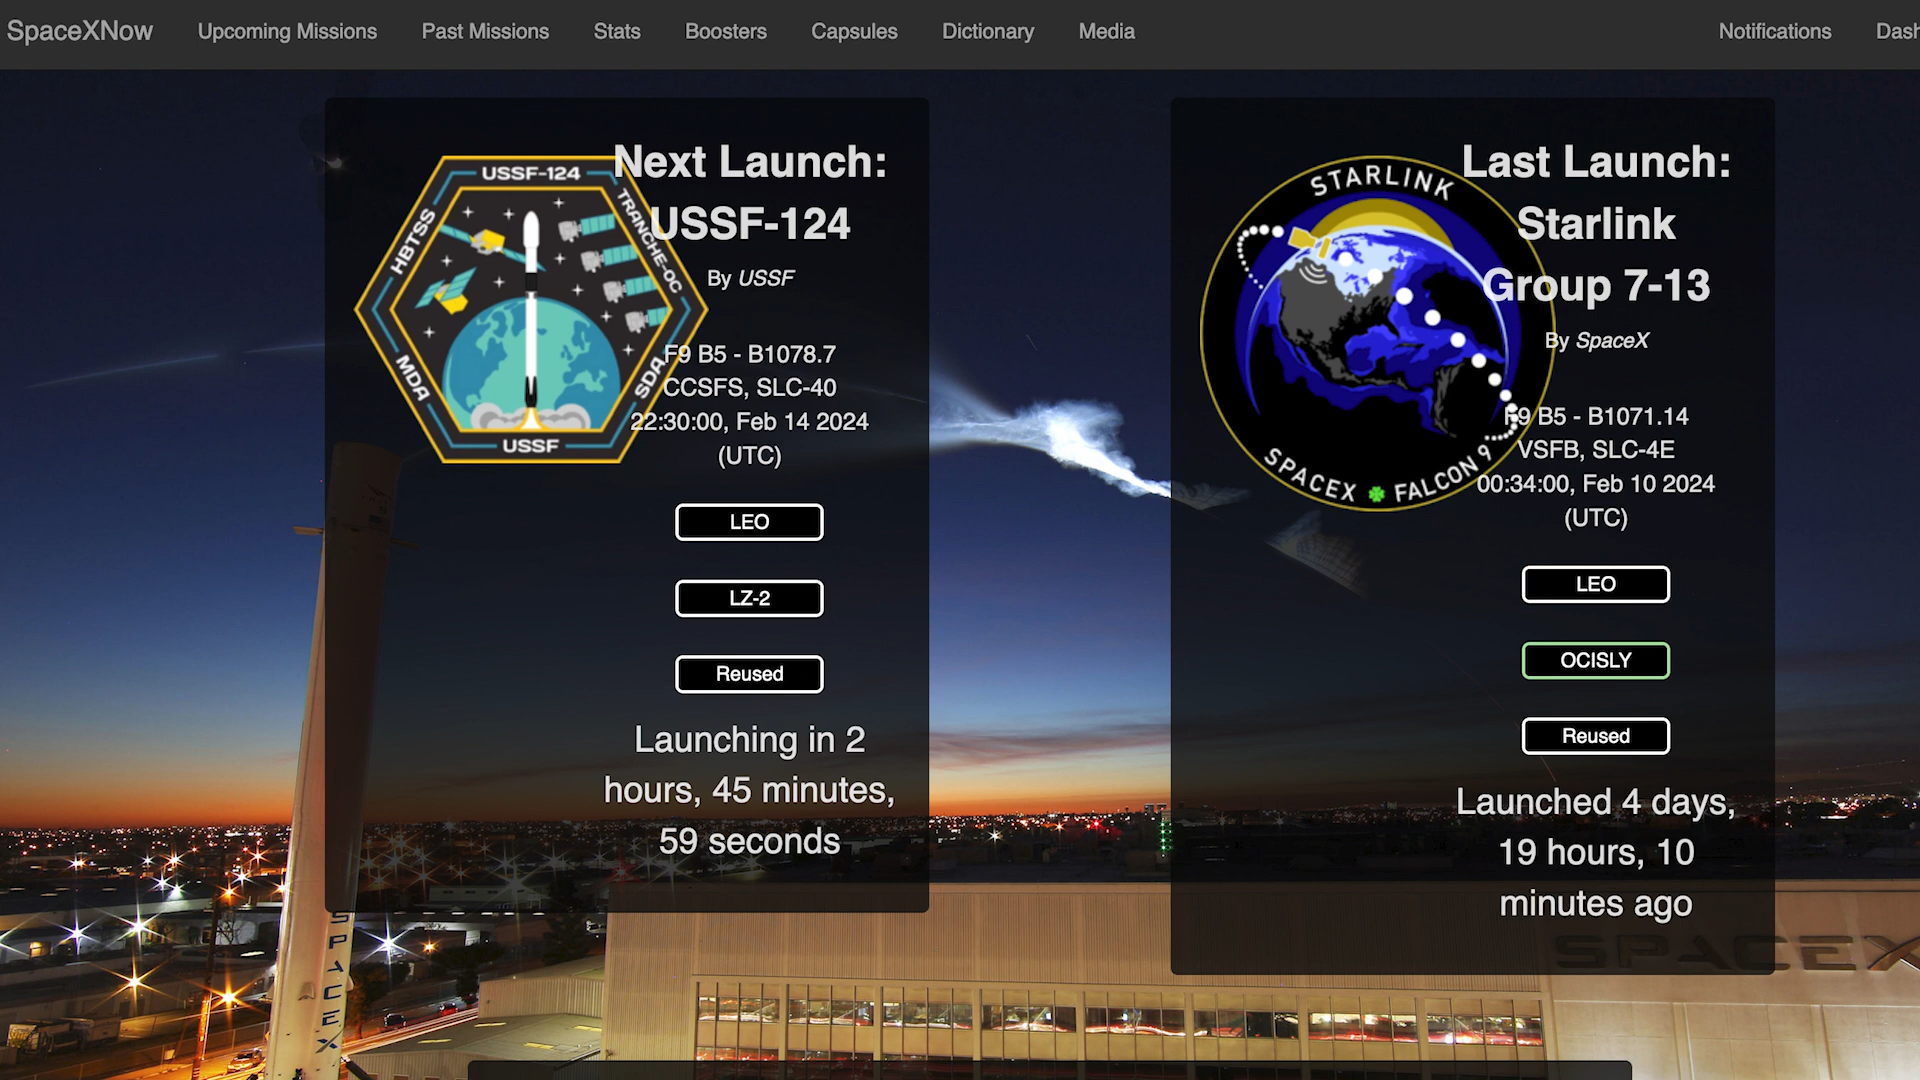 SpaceXNow
Upcoming Missions
Past Missions
Stats
Boosters
Capsules
Dictionary
Media
Notifications
USSF-124
HBTSS
TRANCHE-OC
MDA
SDA
USSF
Next Launch:
USSF-124
By USSF
F9 B5 - B1078.7
CCSFS, SLC-40
22:30:00, Feb 14 2024
(UTC)
LEO
LZ-2
Reused
Launching in 2
hours, 45 minutes,
59 seconds
STARLINK
SPACEX FALCON 9
Last Launch:
Starlink
Group 7-13
By SpaceX
F9 B5 - B1071.14
VSFB, SLC-4E
00:34:00, Feb 10 2024
(UTC)
LEO
OCISLY
Reused
Launched 4 days,
19 hours, 10
minutes ago
SPACEX
SPACEX